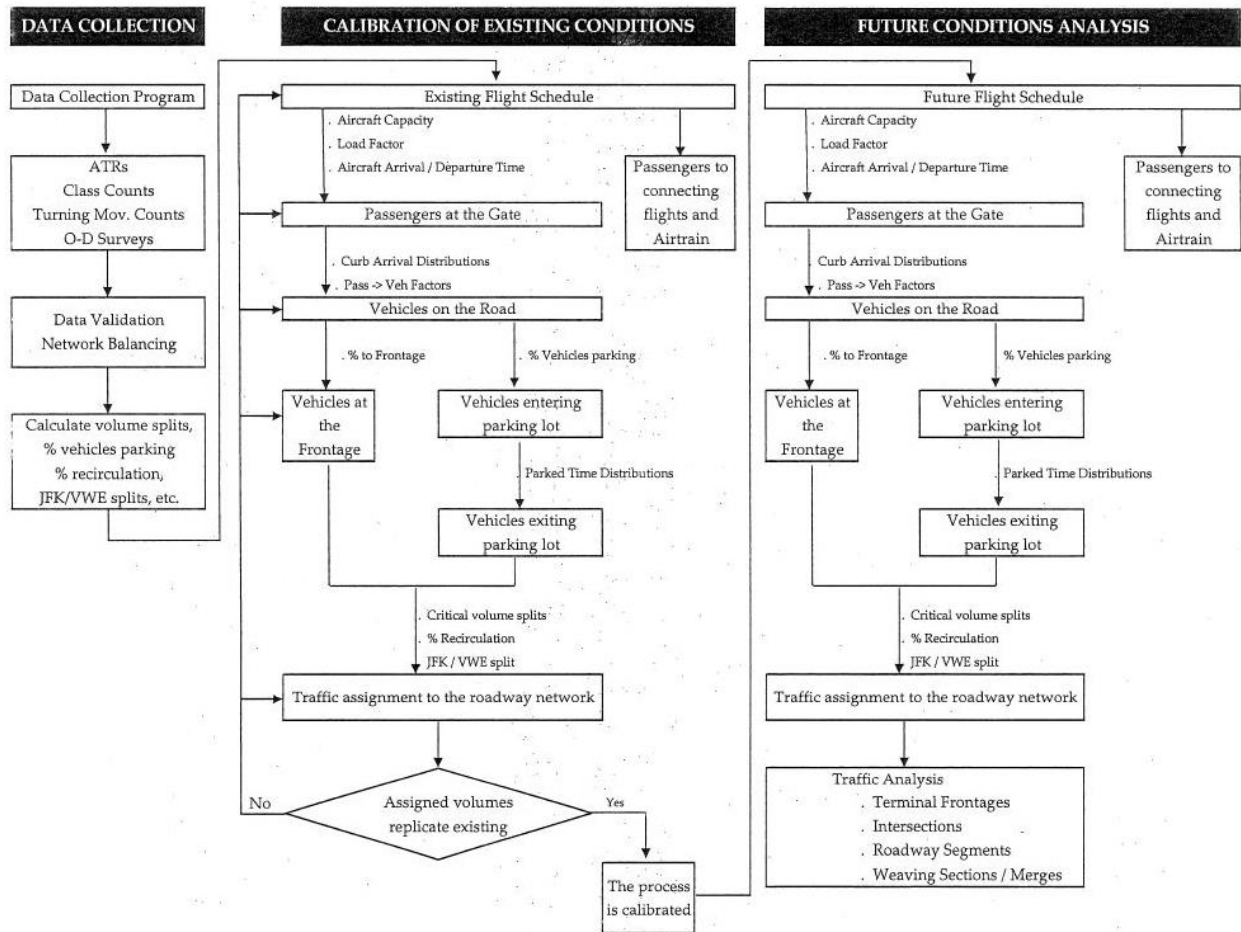 DATA COLLECTION
Data Collection Program
ATRs
Class Counts
Turning Mov. Counts
O-D Surveys
Data Validation
Network Balancing
Calculate volume splits,
% vehicles parking
% recirculation,
JFK/VWE splits, etc.
CALIBRATION OF EXISTING CONDITIONS
Existing Flight Schedule
. Aircraft Capacity
. Load Factor
. Aircraft Arrival / Departure Time
Passengers to
connecting
flights and
Airtrain
Passengers at the Gate
. Curb Arrival Distributions
. Pass -> Veh Factors
Vehicles on the Road
. % to Frontage
. % Vehicles parking
Vehicles at
the
Frontage
Vehicles entering
parking lot
. Parked Time Distributions
Vehicles exiting
parking lot
. Critical volume splits
. % Recirculation
JFK / VWE split
Traffic assignment to the roadway network
Assigned volumes
replicate existing
No
Yes
The process
is calibrated
FUTURE CONDITIONS ANALYSIS
Future Flight Schedule
. Aircraft Capacity
. Load Factor
. Aircraft Arrival / Departure Time
Passengers to
connecting
flights and
Airtrain
Passengers at the Gate
Curb Arrival Distributions
. Pass -> Veh Factors
Vehicles on the Road
. % to Frontage
% Vehicles parking
Vehicles at
the
Frontage
Vehicles entering
parking lot
. Parked Time Distributions
Vehicles exiting
parking lot
. Critical volume splits
. % Recirculation
JFK / VWE split
Traffic assignment to the roadway network
Traffic Analysis
. Terminal Frontages
. Intersections
. Roadway Segments
. Weaving Sections / Merges